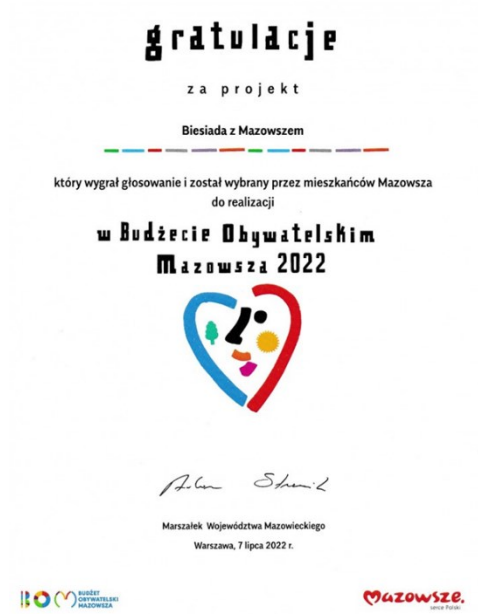 gratulacje
za projekt
Biesiada z Mazowszem
który wygrał głosowanie i został wybrany przez mieszkańców Mazowsza
do realizacji
w Budżecie Obywatelskim
Mazowsza 2022
Marszałek Województwa Mazowieckiego
Warszawa, 7 lipca 2022 r.
BOM BUDŻET
OBYWATELSKI
MAZOWSZA
Mazowsze.
serce Polski